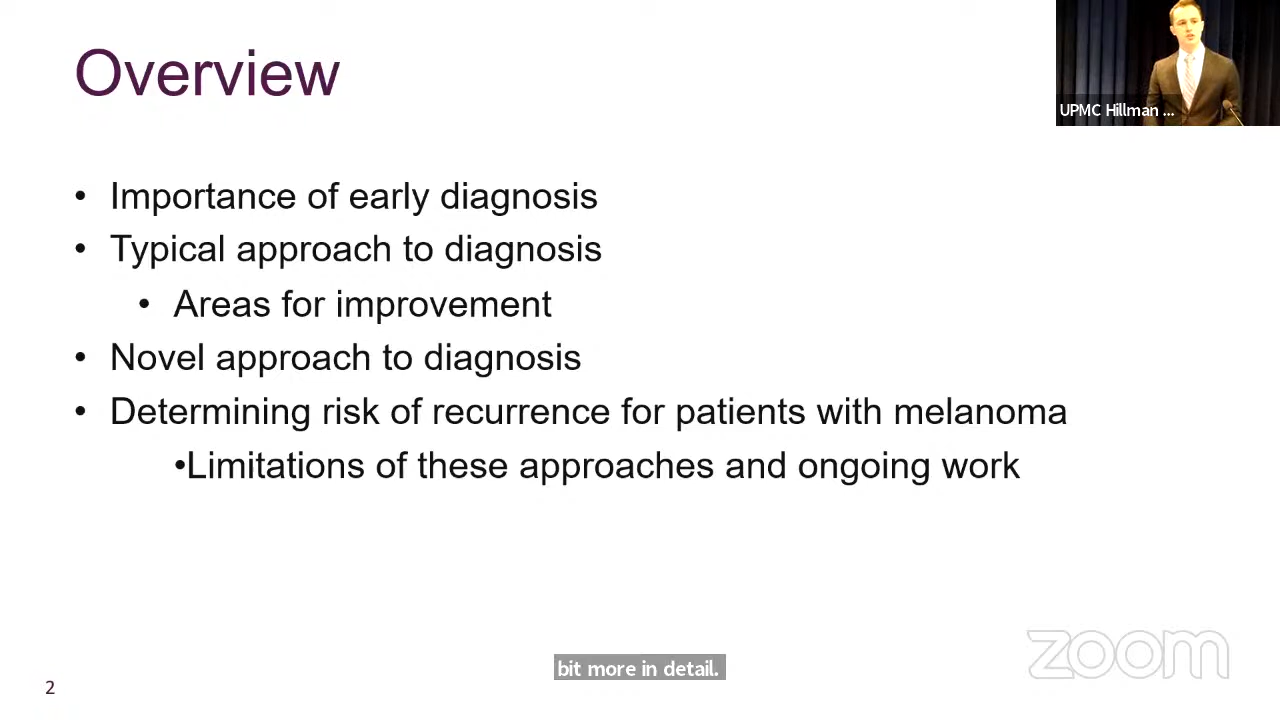 Overview
UPMC Hillman ...
• Importance of early diagnosis
• Typical approach to diagnosis
• Areas for improvement
• Novel approach to diagnosis
• Determining risk of recurrence for patients with melanoma
•Limitations of these approaches and ongoing work
zoom
bit more in detail.
2